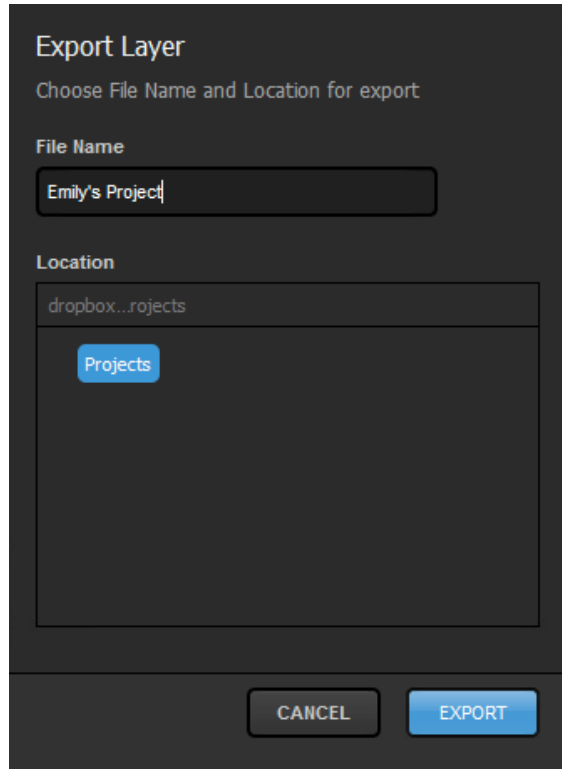 Export Layer
Choose File Name and Location for export
File Name
Emily's Project
Location
dropbox...rojects
Projects
CANCEL
EXPORT